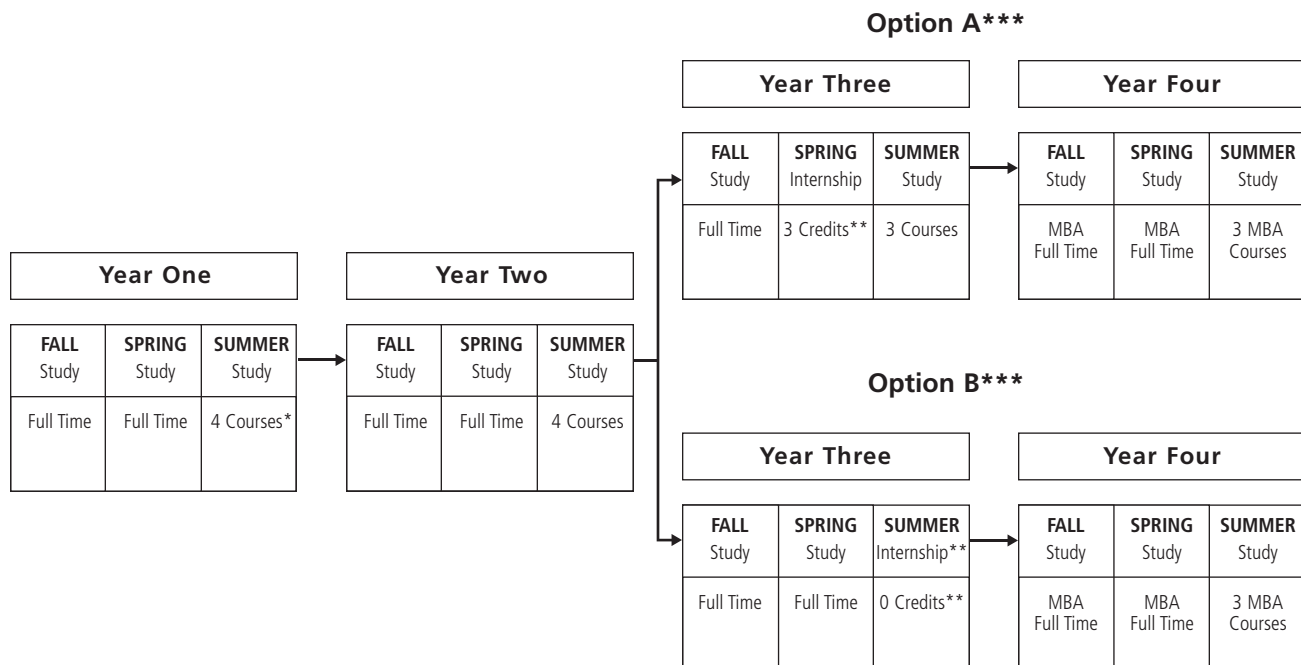 Option A***
Year Three
Year Four
FALL SPRING SUMMER
Study Internship Study
Full Time 3 Credits** 3 Courses
FALL SPRING SUMMER
Study Study Study
MBA MBA 3 MBA
Full Time Full Time Courses
Year One
Year Two
FALL SPRING SUMMER
Study Study Study
Full Time Full Time 4 Courses*
FALL SPRING SUMMER
Study Study Study
Full Time Full Time 4 Courses
Option B***
Year Three
Year Four
FALL SPRING SUMMER
Study Study Internship**
Full Time Full Time 0 Credits**
FALL SPRING SUMMER
Study Study Study
MBA MBA 3 MBA
Full Time Full Time Courses